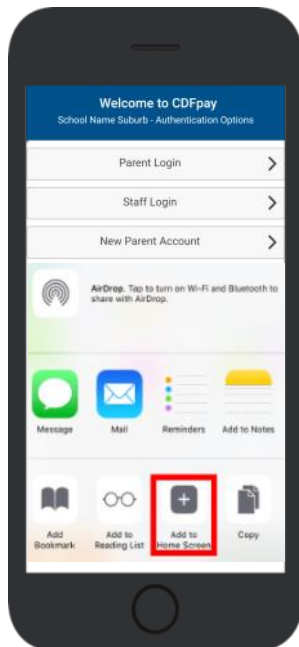 Welcome to CDFpay
School Name Suburb - Authentication Options
Parent Login
Staff Login
New Parent Account
AirDrop. Tap to turn on Wi-Fi and Bluetooth to
share with AirDrop.
Message Mail Reminders Add to Notes
Add Add to Add to Copy
Bookmark Reading List Home Screen